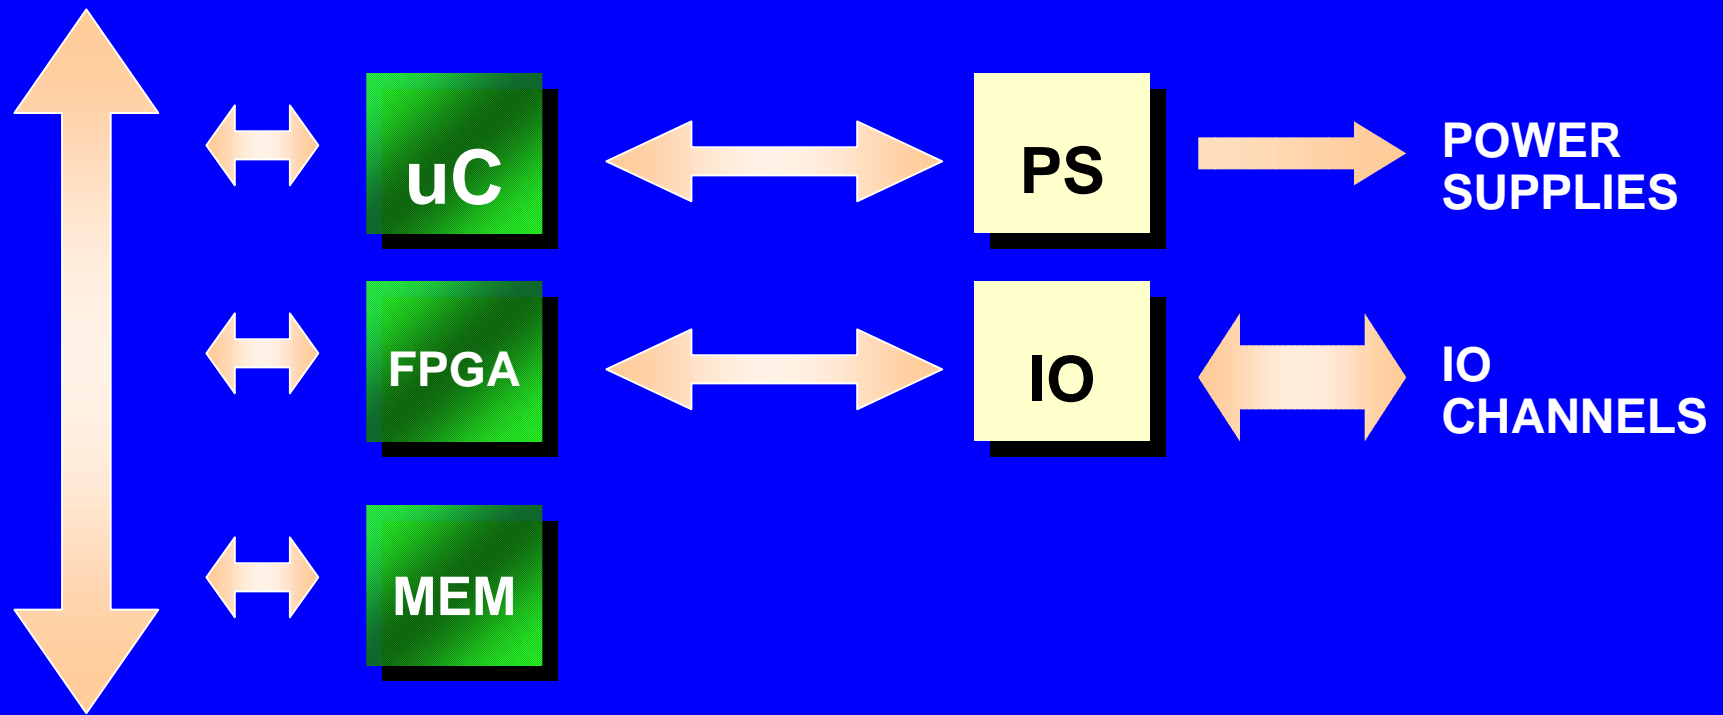 uC
PS
POWER
SUPPLIES
FPGA
IO
IO
CHANNELS
MEM